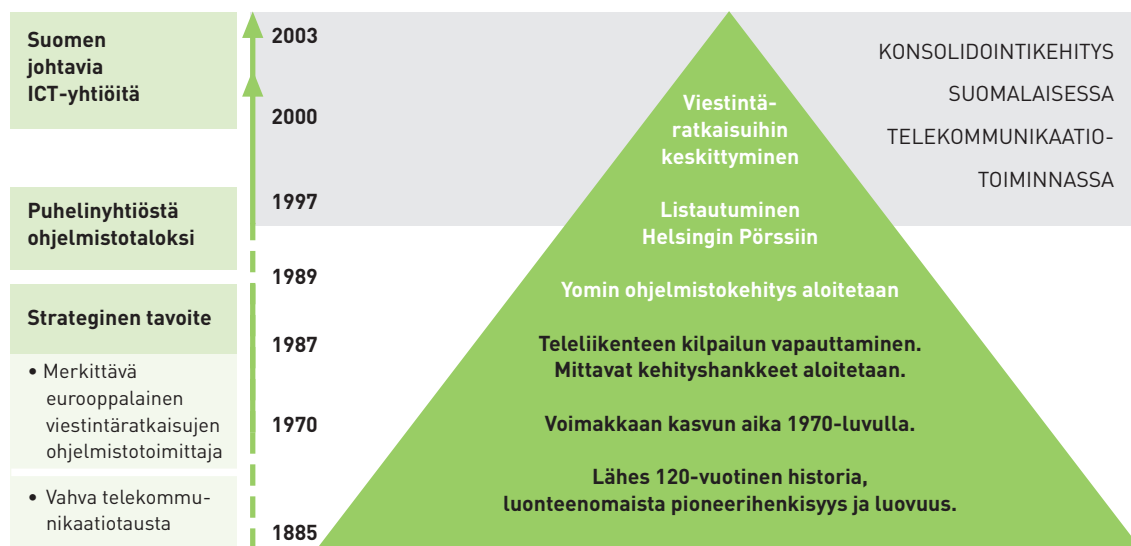 Suomen
johtavia
ICT-yhtiöitä
Puhelinyhtiöstä
ohjelmistotaloksi
Strateginen tavoite
• Merkittävä
eurooppalainen
viestintäratkaisujen
ohjelmistotoimittaja
• Vahva telekommu-
nikaatiotausta
2003
2000
1997
1989
1987
1970
1885
Viestintä-
ratkaisuihin
keskittyminen
Listautuminen
Helsingin Pörssiin
Yomin ohjelmistokehitys aloitetaan
Teleliikenteen kilpailun vapauttaminen.
Mittavat kehityshankkeet aloitetaan.
Voimakkaan kasvun aika 1970-luvulla.
Lähes 120-vuotinen historia,
luonteenomaista pioneerihenkisyys ja luovuus.
KONSOLIDOINTIKEHITYS
SUOMALAISESSA
TELEKOMMUNIKAATIO-
TOIMINNASSA